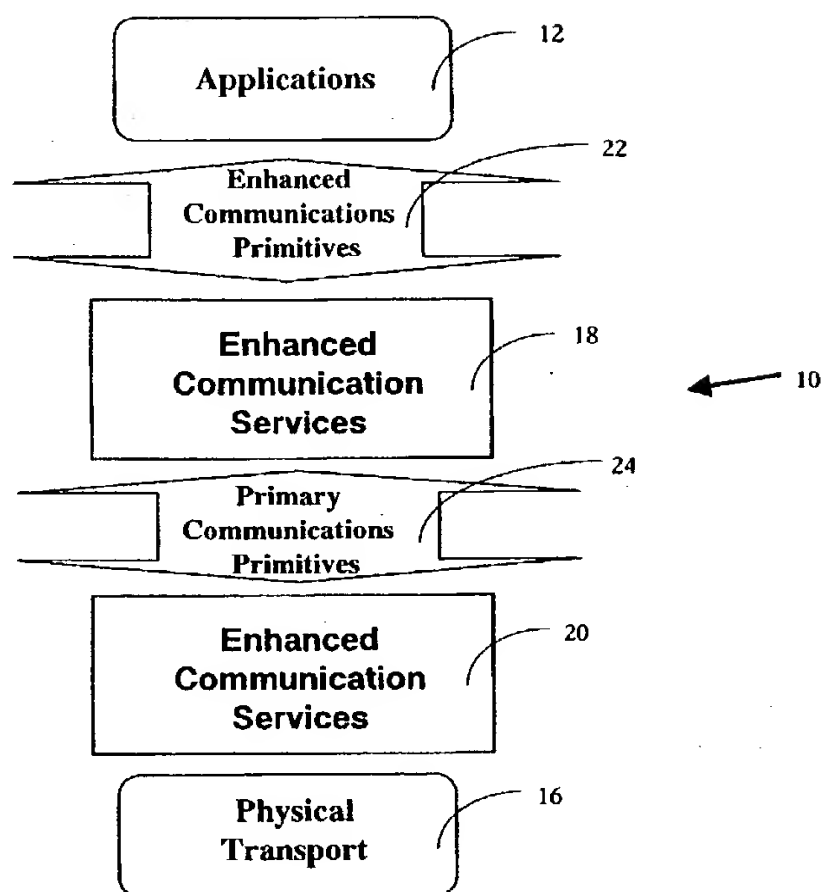 12
Applications
22
Enhanced
Communications
Primitives
18
Enhanced
Communication
Services
10
24
Primary
Communications
Primitives
20
Enhanced
Communication
Services
16
Physical
Transport